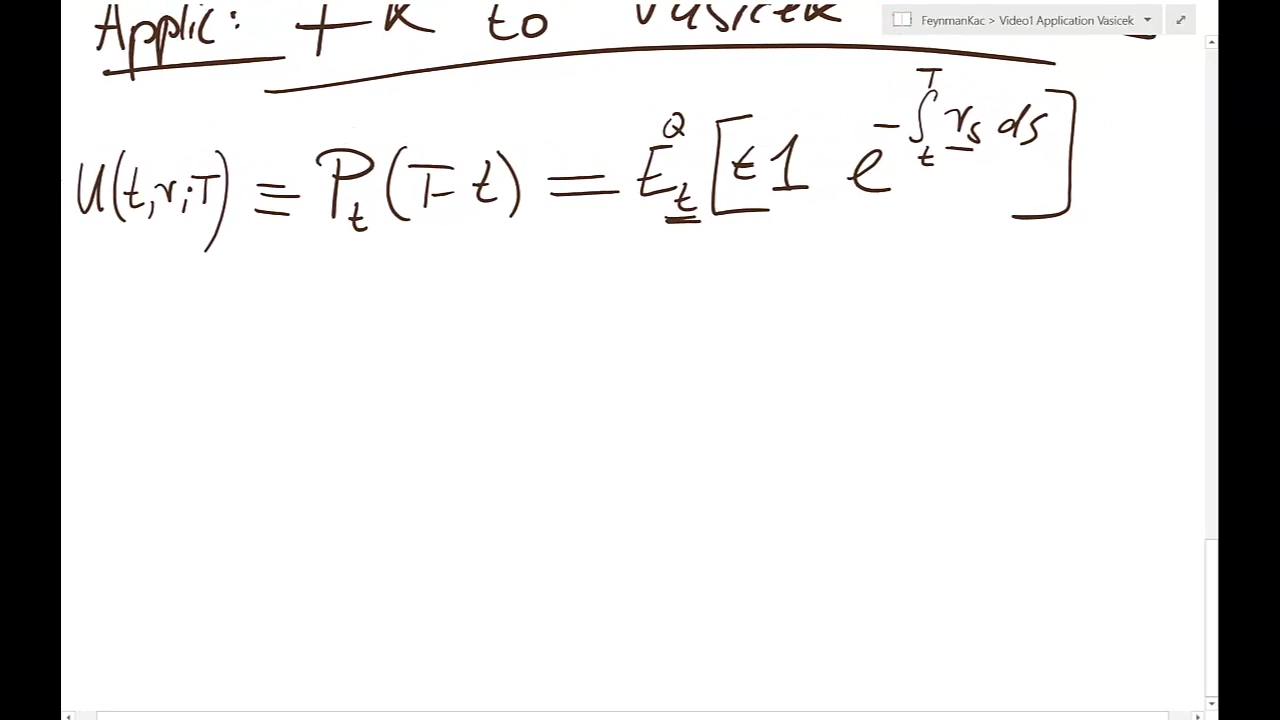 FeynmanKac > Video1 Application Vasicek
Applic: FK to Vasicek
U(t,r;T) ≡ P_t(T-t) = E_t^Q [€1 e^{-∫_t^T r_s ds}]